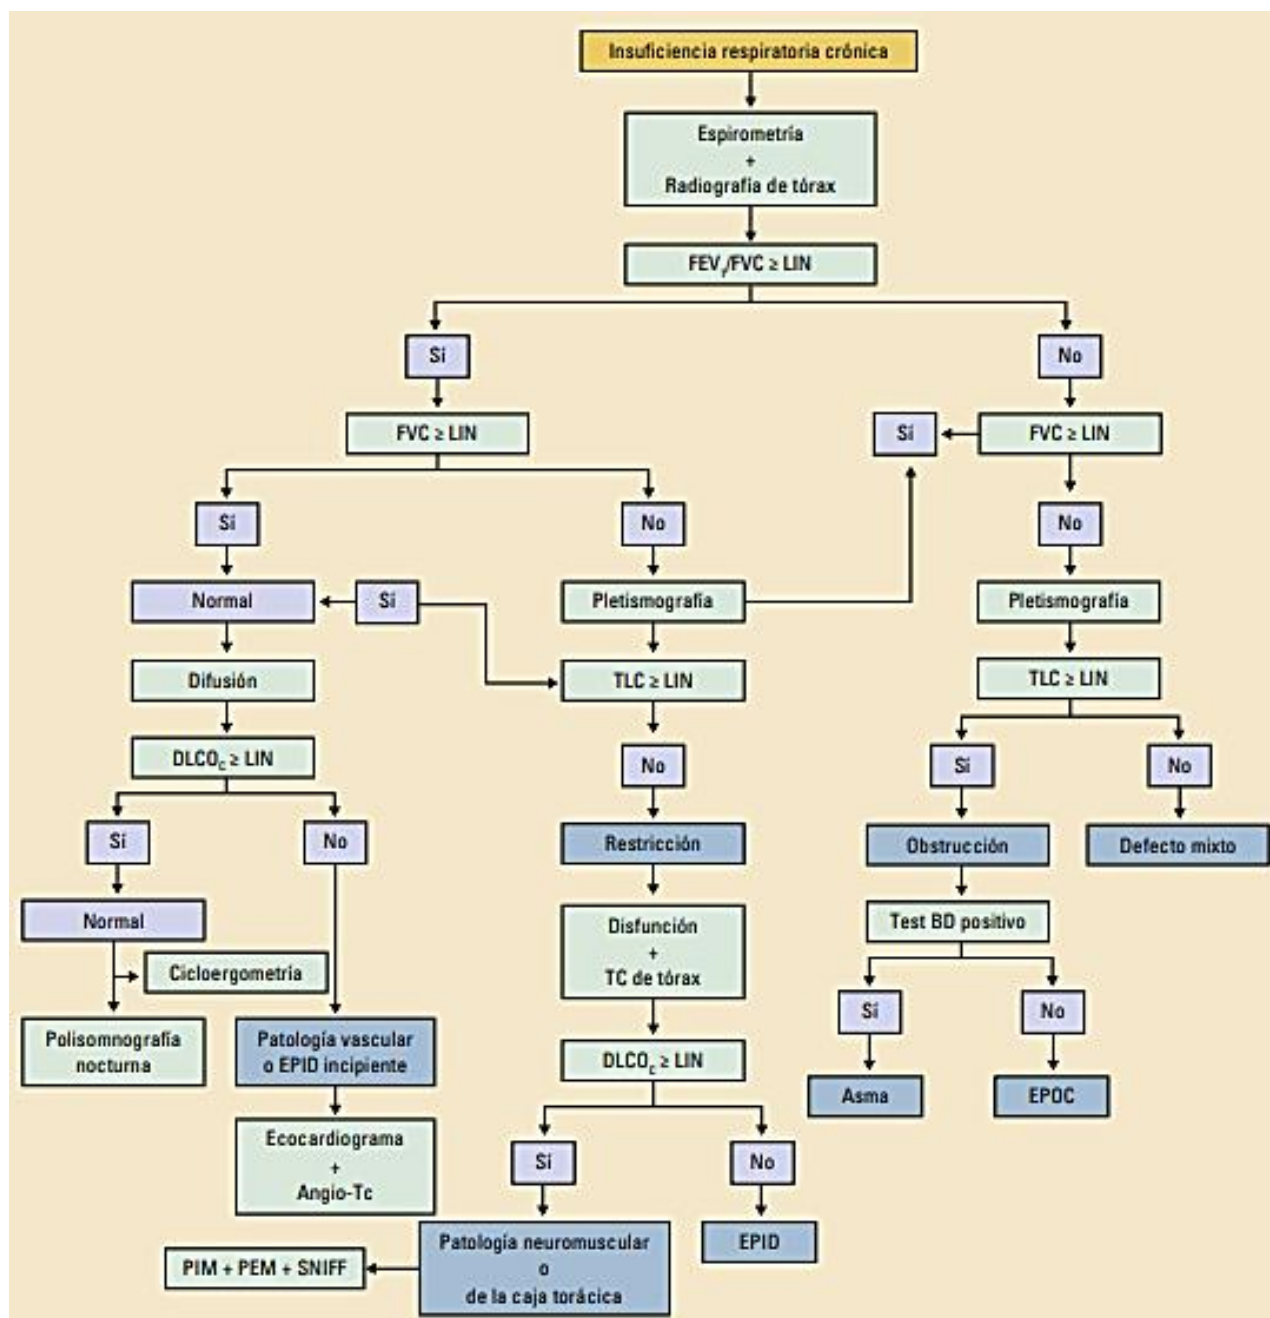 Insuficiencia respiratoria crónica
Espirometría
+
Radiografía de tórax
FEV₁/FVC ≥ LIN
Sí
No
FVC ≥ LIN
Sí
FVC ≥ LIN
Sí
No
No
Normal
Sí
Pletismografía
Pletismografía
Difusión
TLC ≥ LIN
TLC ≥ LIN
DLCO꜀ ≥ LIN
No
Sí
No
Sí
No
Restricción
Obstrucción
Defecto mixto
Normal
Disfunción
+
TC de tórax
Test BD positivo
Cicloergometría
Sí
No
Polisomnografía
nocturna
Patología vascular
o EPID incipiente
DLCO꜀ ≥ LIN
Asma
EPOC
Ecocardiograma
+
Angio-Tc
Sí
No
Patología neuromuscular
o
de la caja torácica
EPID
PIM + PEM + SNIFF